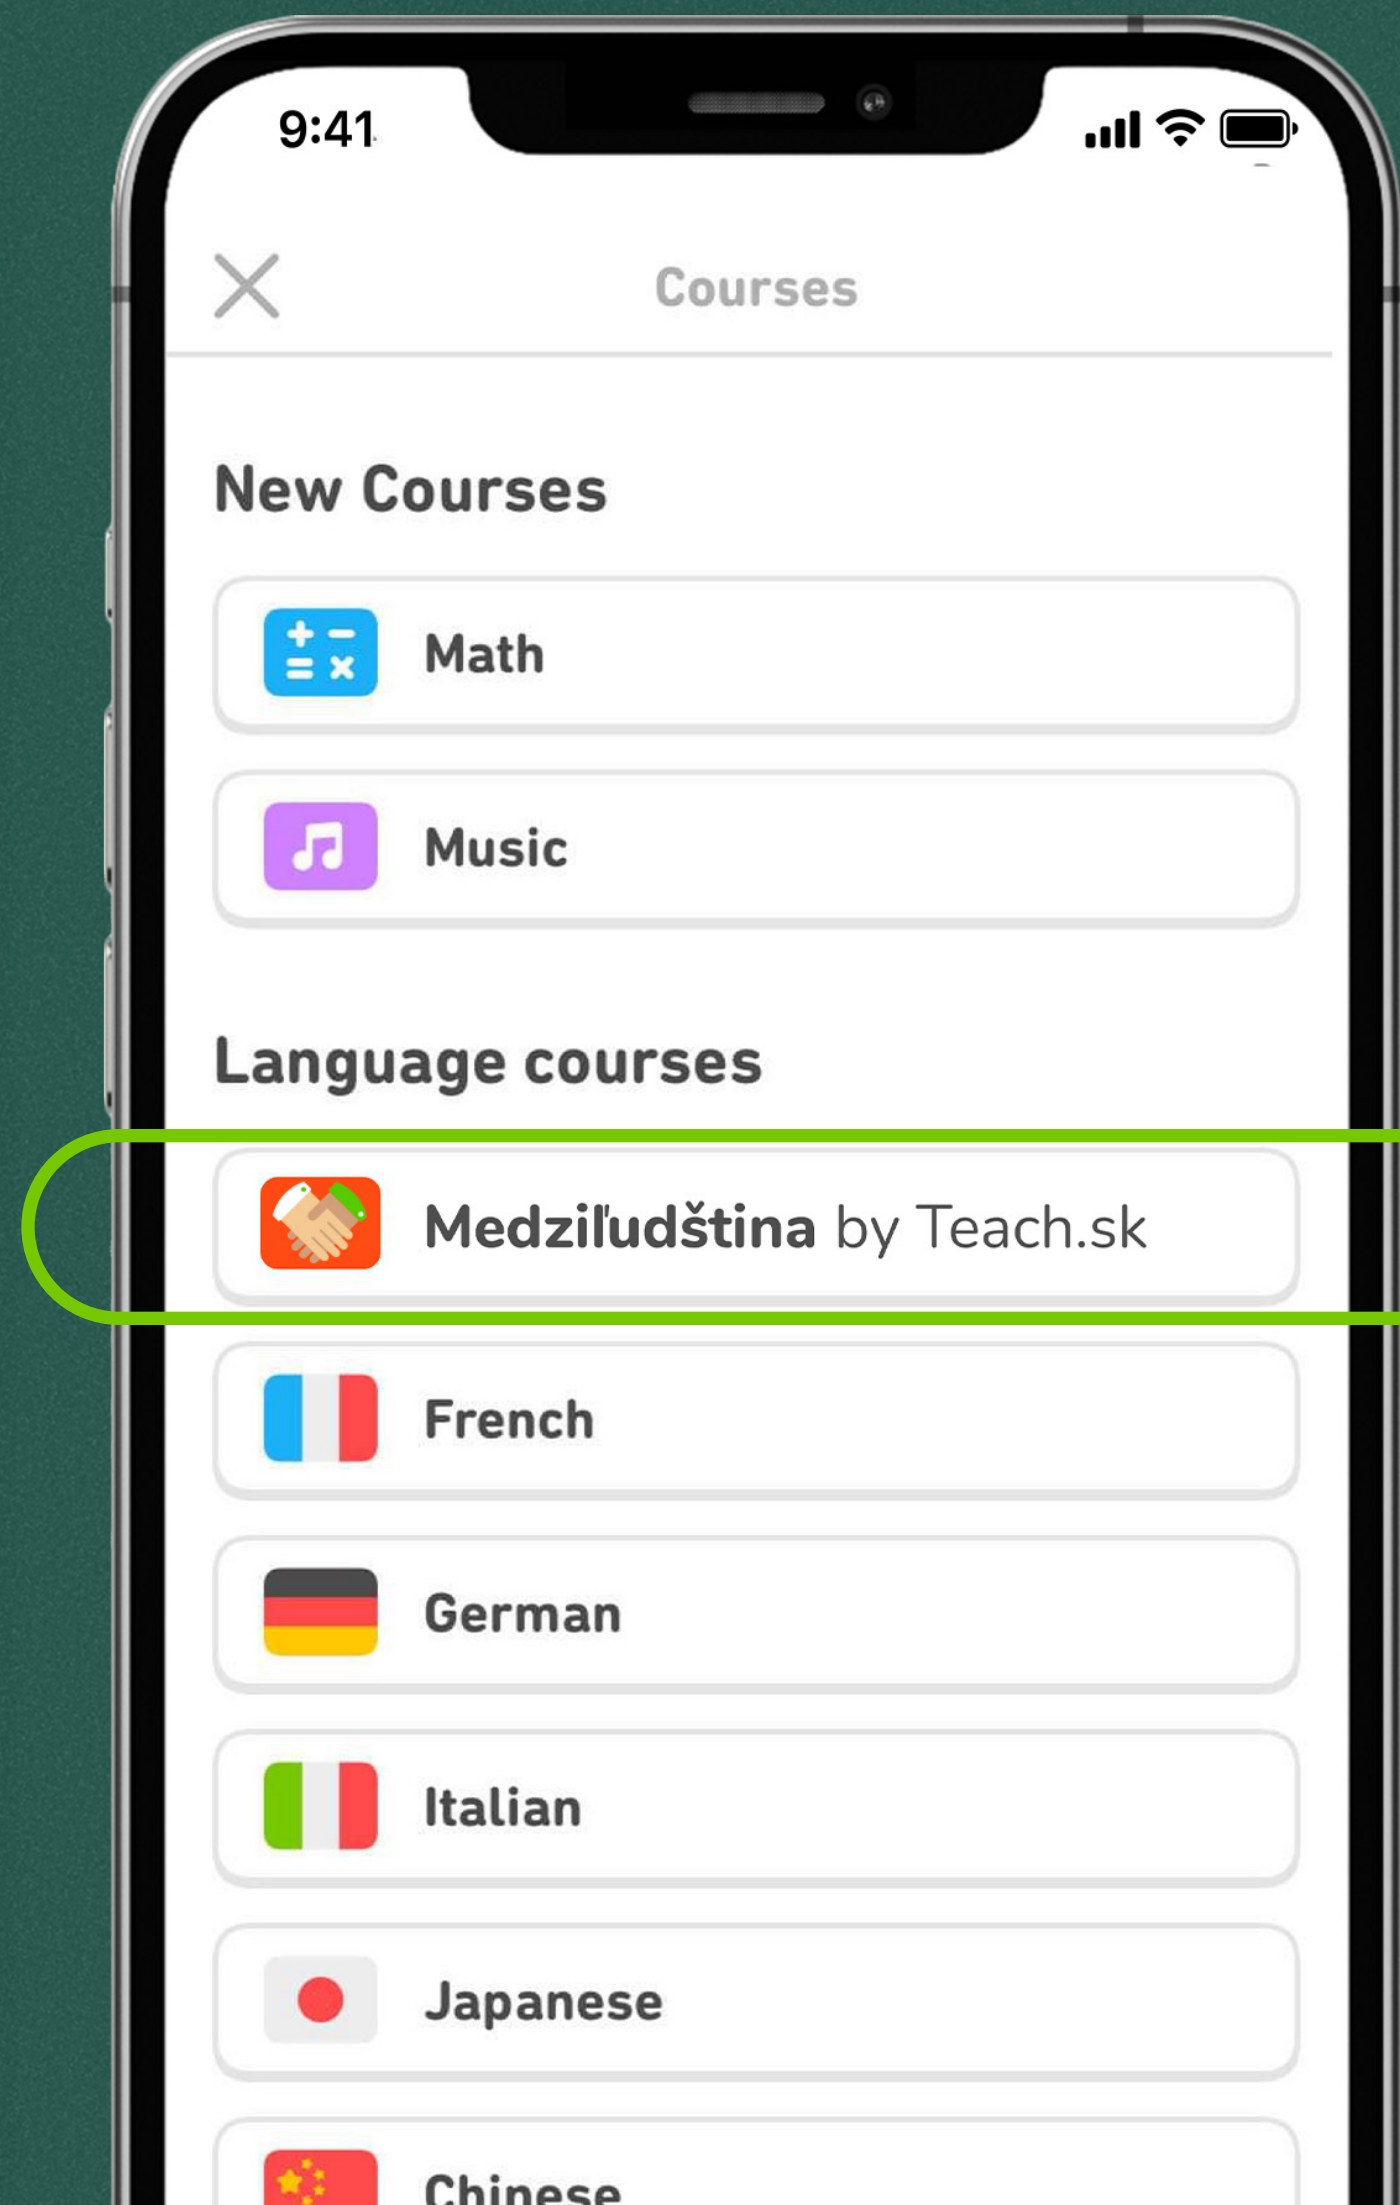 9:41
Courses
New Courses
Math
Music
Language courses
Medziľudština by Teach.sk
French
German
Italian
Japanese
Chinese